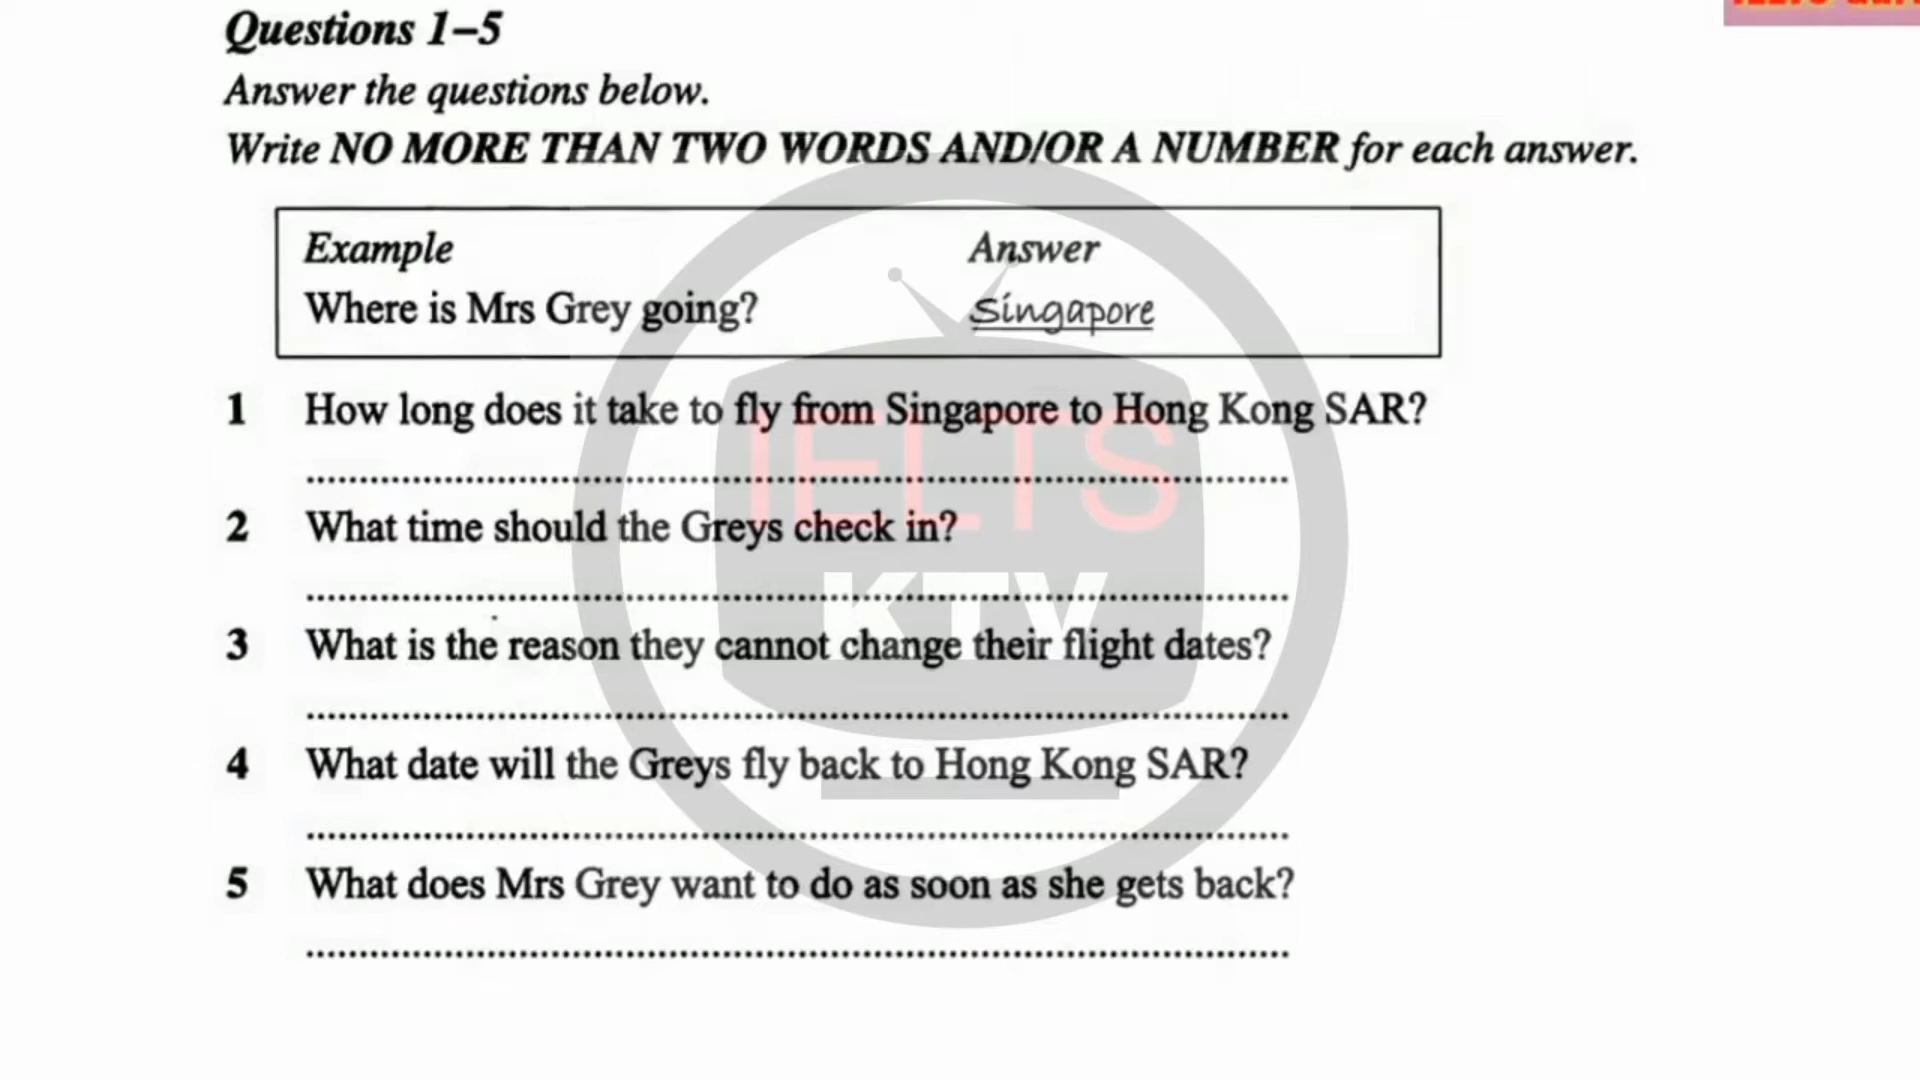 Questions 1–5
Answer the questions below.
Write NO MORE THAN TWO WORDS AND/OR A NUMBER for each answer.
Example Answer
Where is Mrs Grey going? Singapore
1 How long does it take to fly from Singapore to Hong Kong SAR?
2 What time should the Greys check in?
3 What is the reason they cannot change their flight dates?
4 What date will the Greys fly back to Hong Kong SAR?
5 What does Mrs Grey want to do as soon as she gets back?
IELTS
KTV